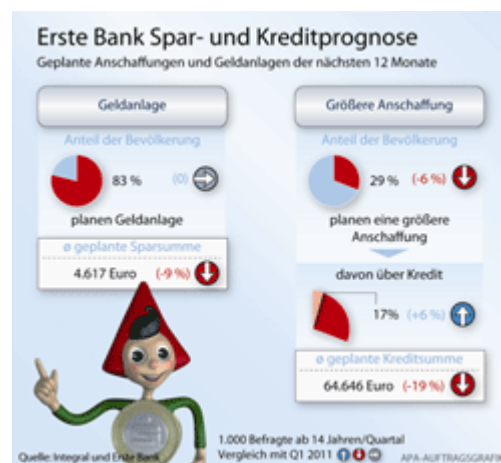 Erste Bank Spar- und Kreditprognose
Geplante Anschaffungen und Geldanlagen der nächsten 12 Monate
Geldanlage
Anteil der Bevölkerung
83 % (0)
planen Geldanlage
ø geplante Sparsumme
4.617 Euro (-9 %)
Größere Anschaffung
Anteil der Bevölkerung
29 % (-6 %)
planen eine größere
Anschaffung
davon über Kredit
17% (+6 %)
ø geplante Kreditsumme
64.646 Euro (-19 %)
1.000 Befragte ab 14 Jahren/Quartal
Vergleich mit Q1 2011
Quelle: Integral und Erste Bank
APA-AUFTRAGSGRAFIK